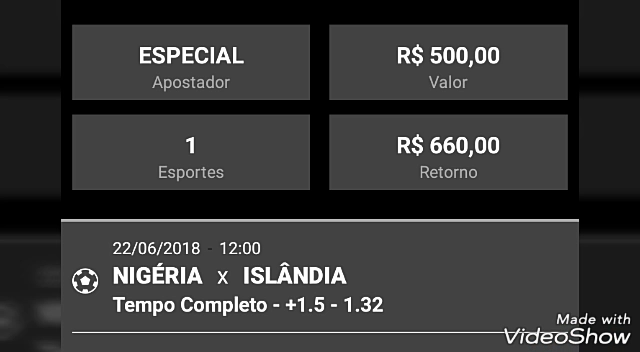 ESPECIAL
Apostador
R$ 500,00
Valor
1
Esportes
R$ 660,00
Retorno
22/06/2018 - 12:00
NIGÉRIA x ISLÂNDIA
Tempo Completo - +1.5 - 1.32
Made with
VideoShow